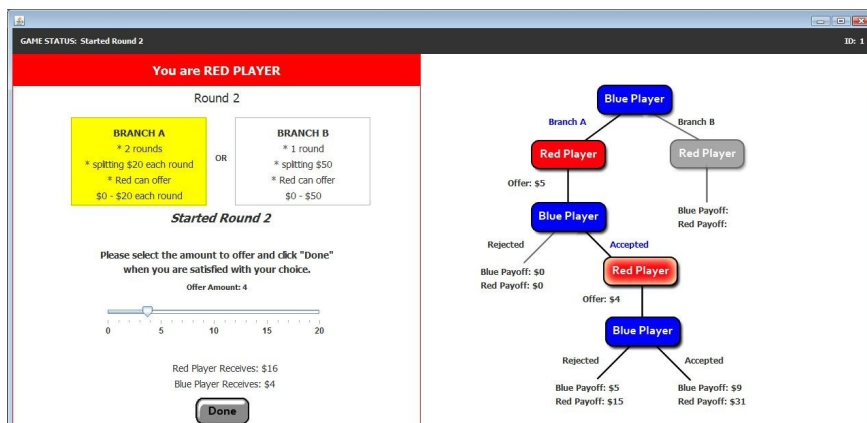 GAME STATUS: Started Round 2
ID: 1
You are RED PLAYER
Round 2
BRANCH A
* 2 rounds
* splitting $20 each round
* Red can offer
$0 - $20 each round
OR
BRANCH B
* 1 round
* splitting $50
* Red can offer
$0 - $50
Started Round 2
Please select the amount to offer and click "Done"
when you are satisfied with your choice.
Offer Amount: 4
0 5 10 15 20
Red Player Receives: $16
Blue Player Receives: $4
Done
Blue Player
Branch A
Branch B
Red Player
Red Player
Offer: $5
Blue Payoff:
Red Payoff:
Blue Player
Rejected
Accepted
Blue Payoff: $0
Red Payoff: $0
Red Player
Offer: $4
Blue Player
Rejected
Accepted
Blue Payoff: $5
Red Payoff: $15
Blue Payoff: $9
Red Payoff: $31